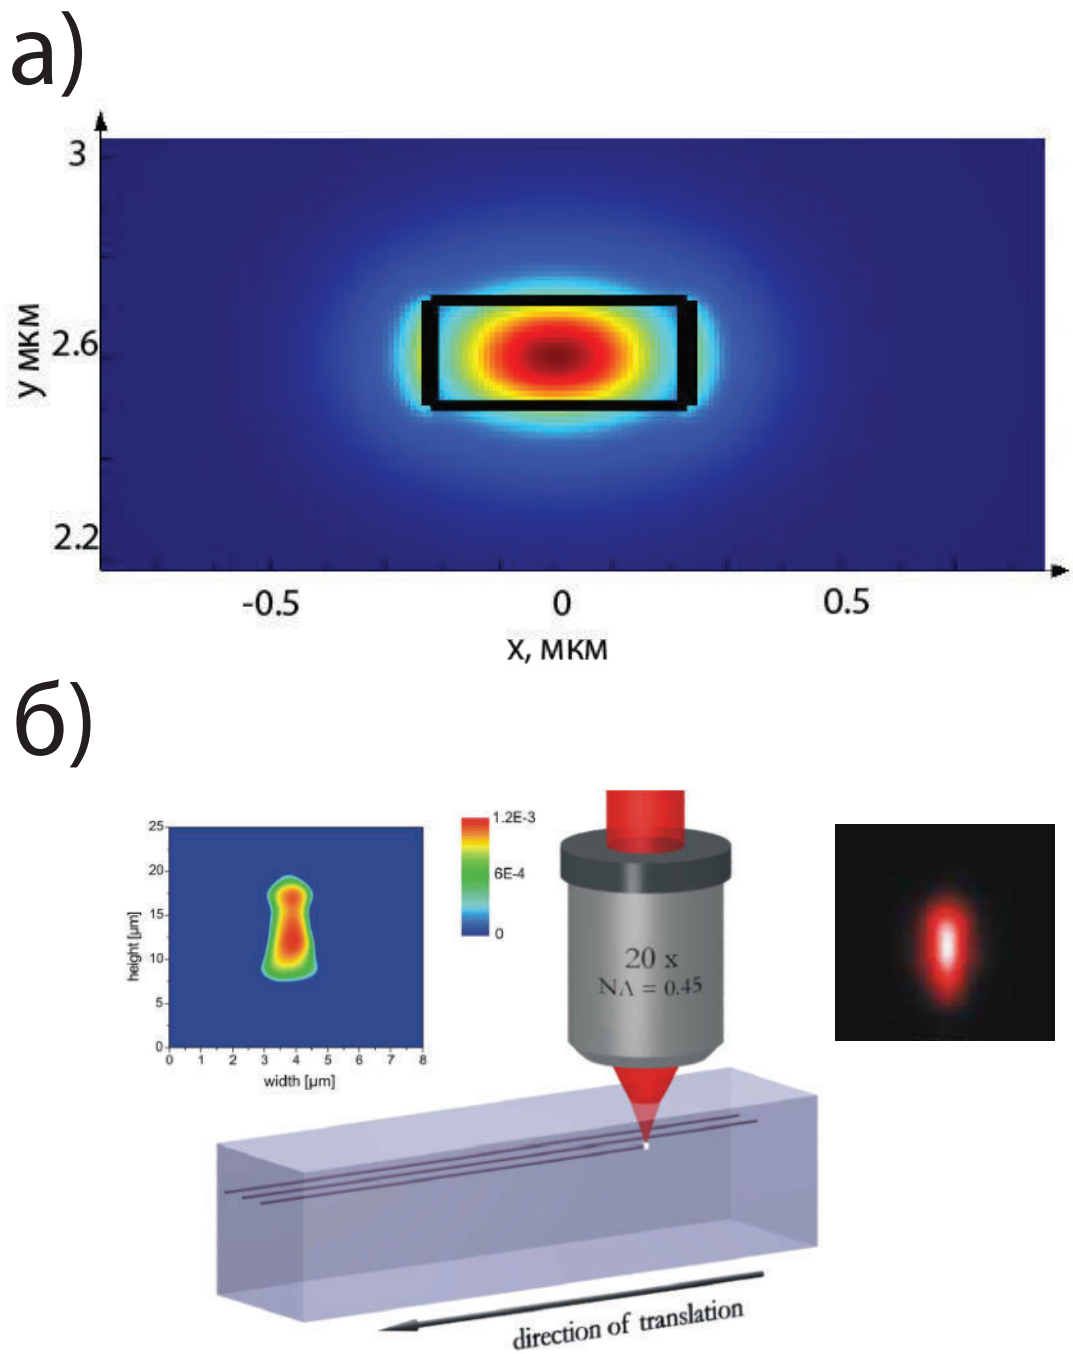 а)
3
2.6
2.2
у мкм
-0.5
0
0.5
х, мкм
б)
25
20
15
10
5
0
height [µm]
0 1 2 3 4 5 6 7 8
width [µm]
1.2E-3
6E-4
0
20 x
NA = 0.45
direction of translation